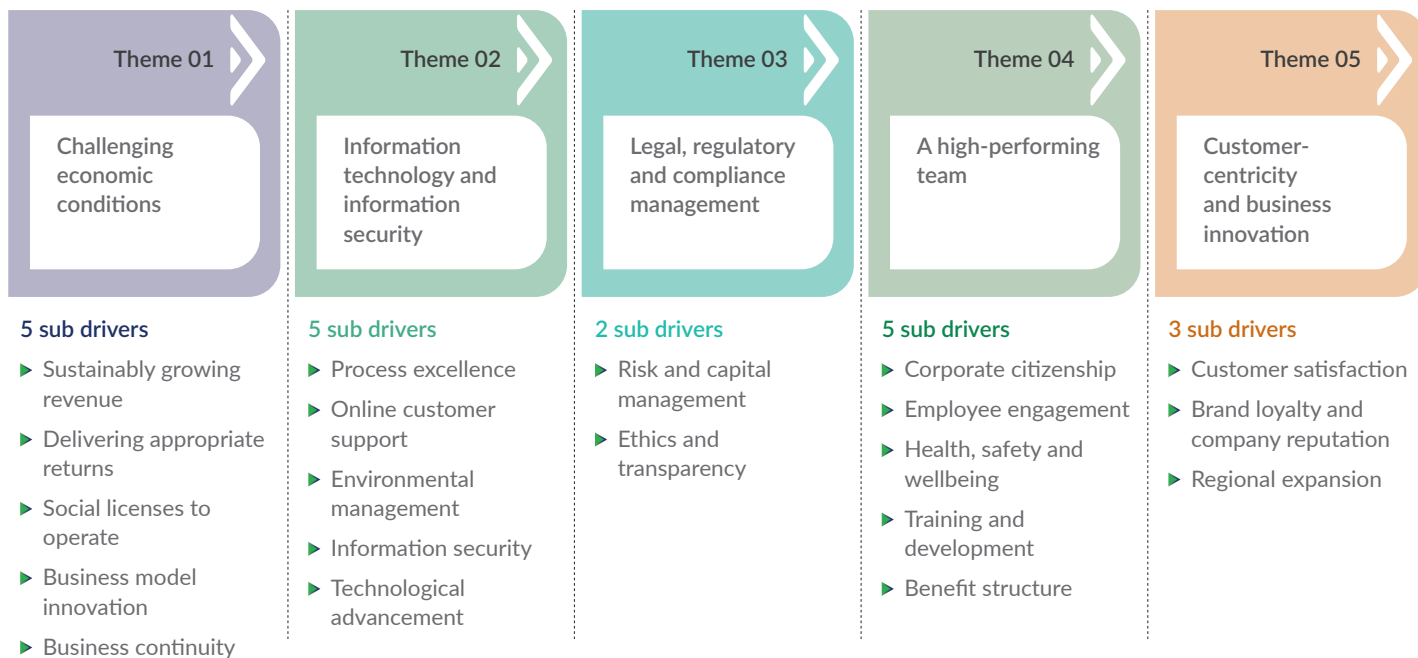 Theme 01
Challenging
economic
conditions
5 sub drivers
Sustainably growing
revenue
Delivering appropriate
returns
Social licenses to
operate
Business model
innovation
Business continuity
Theme 02
Information
technology and
information
security
5 sub drivers
Process excellence
Online customer
support
Environmental
management
Information security
Technological
advancement
Theme 03
Legal, regulatory
and compliance
management
2 sub drivers
Risk and capital
management
Ethics and
transparency
Theme 04
A high-performing
team
5 sub drivers
Corporate citizenship
Employee engagement
Health, safety and
wellbeing
Training and
development
Benefit structure
Theme 05
Customer-
centricity
and business
innovation
3 sub drivers
Customer satisfaction
Brand loyalty and
company reputation
Regional expansion